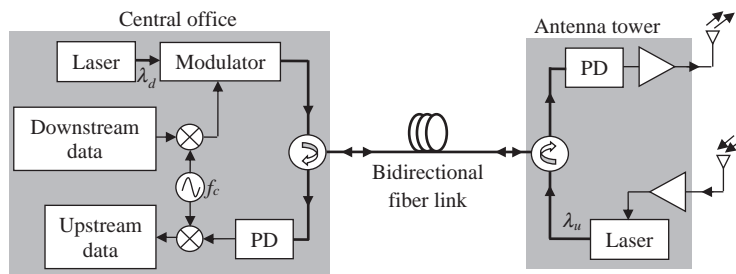 Central office
Laser
λd
Modulator
Downstream
data
fc
Upstream
data
PD
Bidirectional
fiber link
Antenna tower
PD
λu
Laser